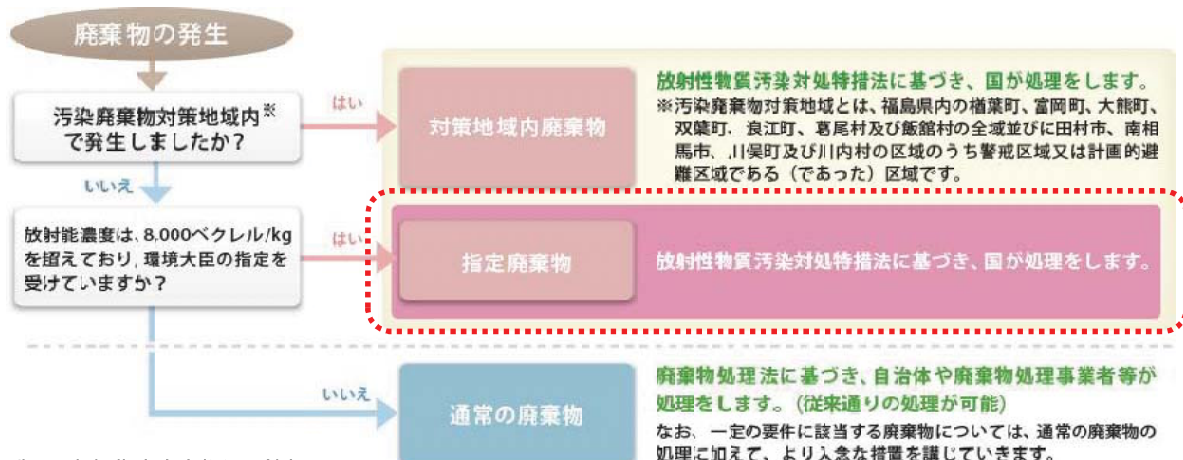 廃棄物の発生
汚染廃棄物対策地域内※
で発生しましたか？
はい
対策地域内廃棄物
放射性物質汚染対処特措法に基づき、国が処理をします。
※汚染廃棄物対策地域とは、福島県内の楢葉町、富岡町、大熊町、
双葉町、浪江町、葛尾村及び飯舘村の全域並びに田村市、南相
馬市、川俣町及び川内村の区域のうち警戒区域又は計画的避
難区域である（であった）区域です。
いいえ
放射能濃度は、8,000ベクレル/kg
を超えており、環境大臣の指定を
受けていますか？
はい
指定廃棄物
放射性物質汚染対処特措法に基づき、国が処理をします。
いいえ
通常の廃棄物
廃棄物処理法に基づき、自治体や廃棄物処理事業者等が
処理をします。(従来通りの処理が可能)
なお、一定の要件に該当する廃棄物については、通常の廃棄物の
処理に加えて、より入念な措置を講じていきます。